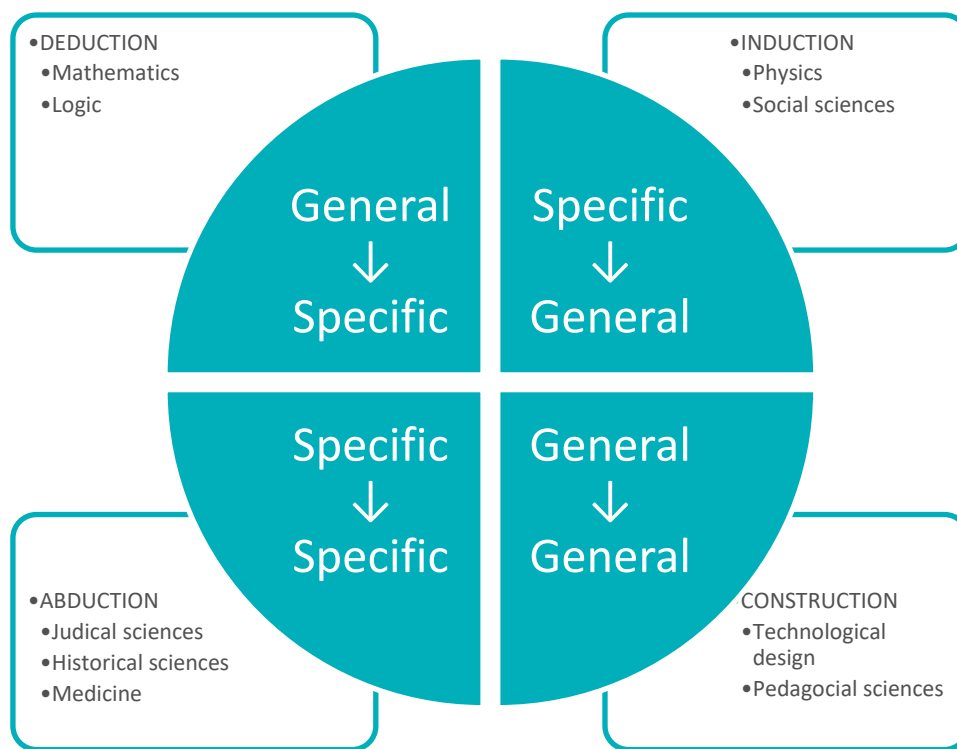 •DEDUCTION
•Mathematics
•Logic
•INDUCTION
•Physics
•Social sciences
General
↓
Specific
Specific
↓
General
Specific
↓
Specific
General
↓
General
•ABDUCTION
•Judical sciences
•Historical sciences
•Medicine
•CONSTRUCTION
•Technological
design
•Pedagocial sciences